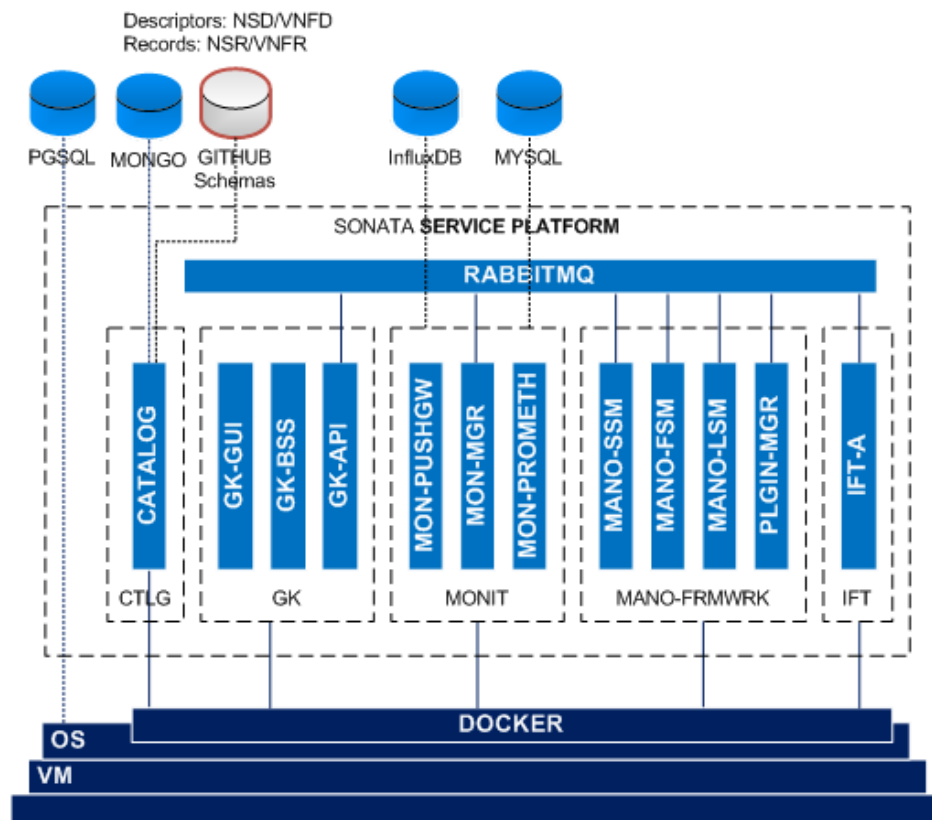 Descriptors: NSD/VNFD
Records: NSR/VNFR
PGSQL
MONGO
GITHUB
Schemas
InfluxDB
MYSQL
SONATA SERVICE PLATFORM
RABBITMQ
CATALOG
GK-GUI
GK-BSS
GK-API
MON-PUSHGW
MON-MGR
MON-PROMETH
MANO-SSM
MANO-FSM
MANO-LSM
PLGIN-MGR
IFT-A
CTLG
GK
MONIT
MANO-FRMWRK
IFT
DOCKER
OS
VM